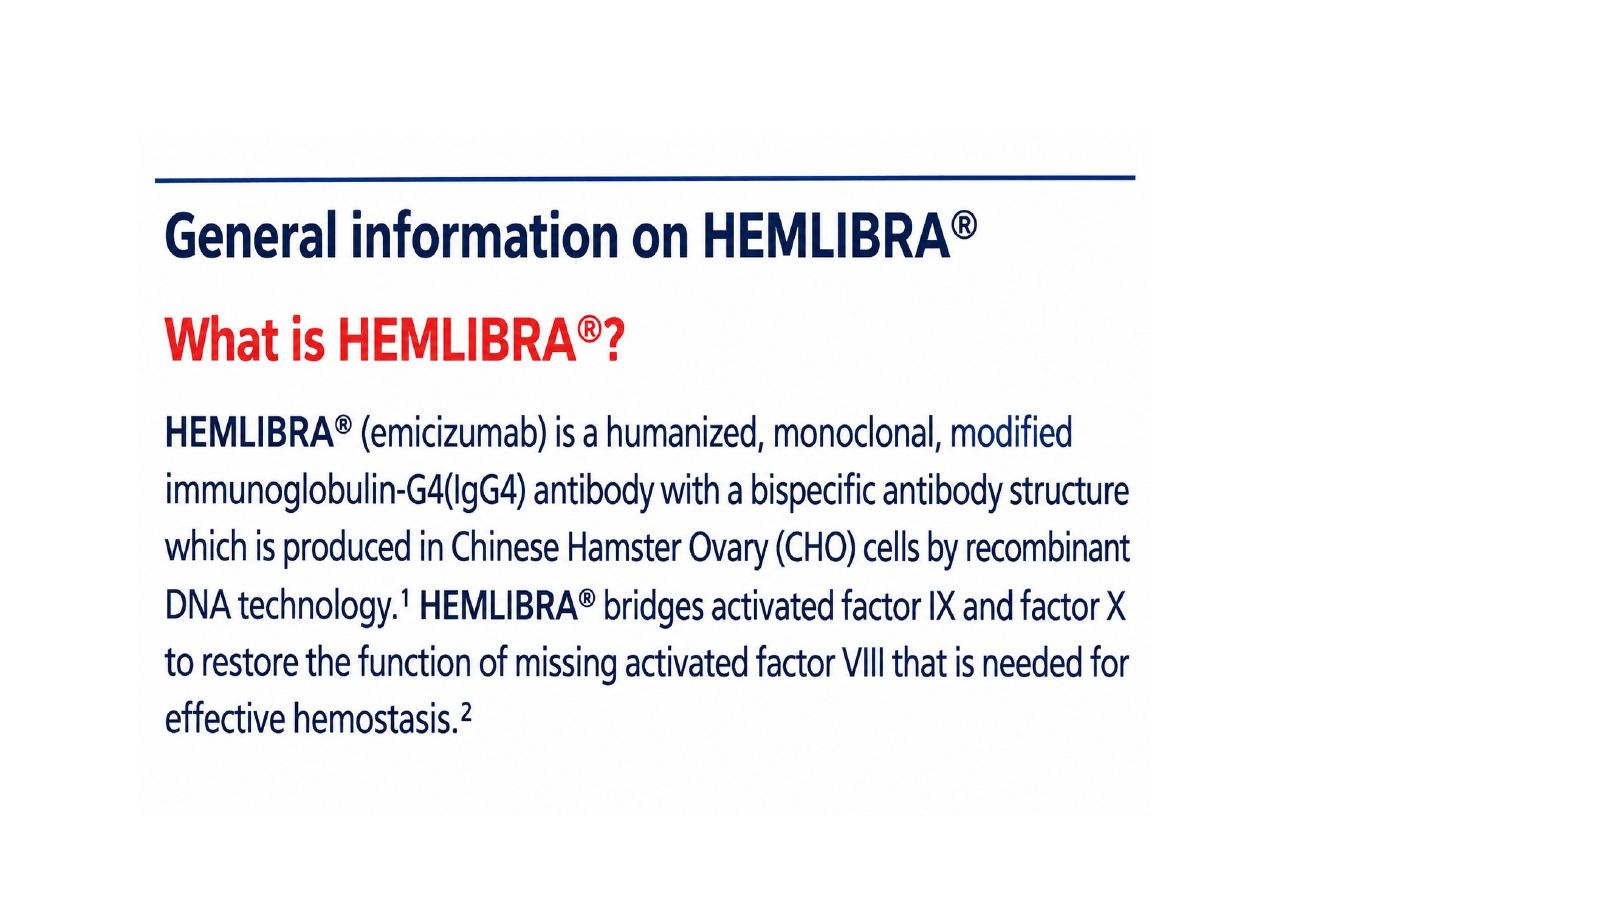 General information on HEMLIBRA®
What is HEMLIBRA®?
HEMLIBRA® (emicizumab) is a humanized, monoclonal, modified
immunoglobulin-G4(IgG4) antibody with a bispecific antibody structure
which is produced in Chinese Hamster Ovary (CHO) cells by recombinant
DNA technology.¹ HEMLIBRA® bridges activated factor IX and factor X
to restore the function of missing activated factor VIII that is needed for
effective hemostasis.²